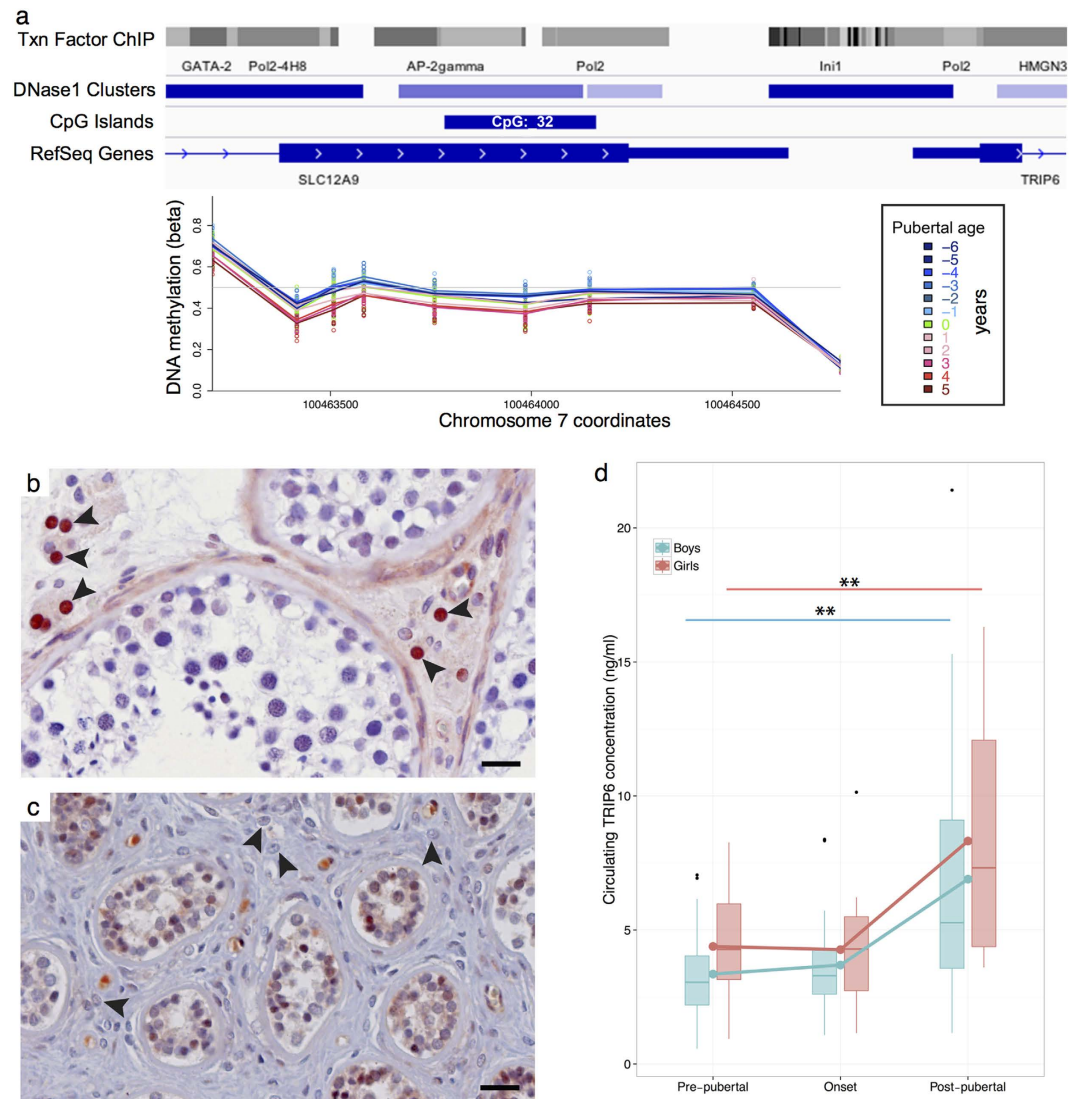 a
Txn Factor ChIP
GATA-2 Pol2-4H8 AP-2gamma Pol2 Ini1 Pol2 HMGN3
DNase1 Clusters
CpG Islands
CpG: 32
RefSeq Genes
SLC12A9 TRIP6
DNA methylation (beta)
0.8
0.6
0.4
0.2
0.0
100463500 100464000 100464500
Chromosome 7 coordinates
Pubertal age
−6
−5
−4
−3
−2
−1
0
1
2
3
4
5
years
b
c
d
Circulating TRIP6 concentration (ng/ml)
20
15
10
5
0
Boys
Girls
**
**
Pre−pubertal Onset Post−pubertal